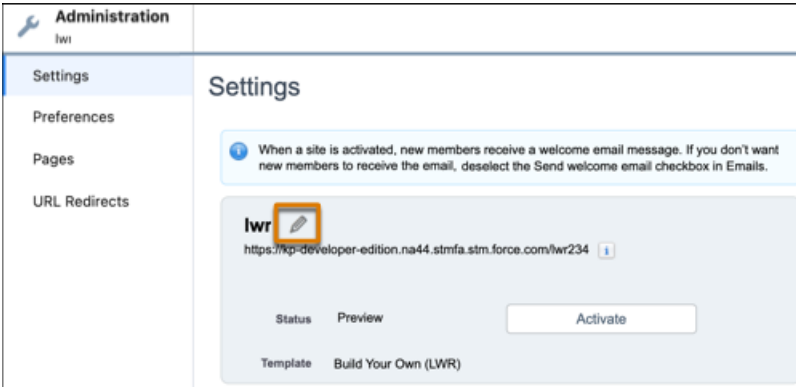 Administration
lwr
Settings
Preferences
Pages
URL Redirects
Settings
When a site is activated, new members receive a welcome email message. If you don't want
new members to receive the email, deselect the Send welcome email checkbox in Emails.
lwr
https://kp-developer-edition.na44.stmfa.stm.force.com/lwr234
Status Preview Activate
Template Build Your Own (LWR)